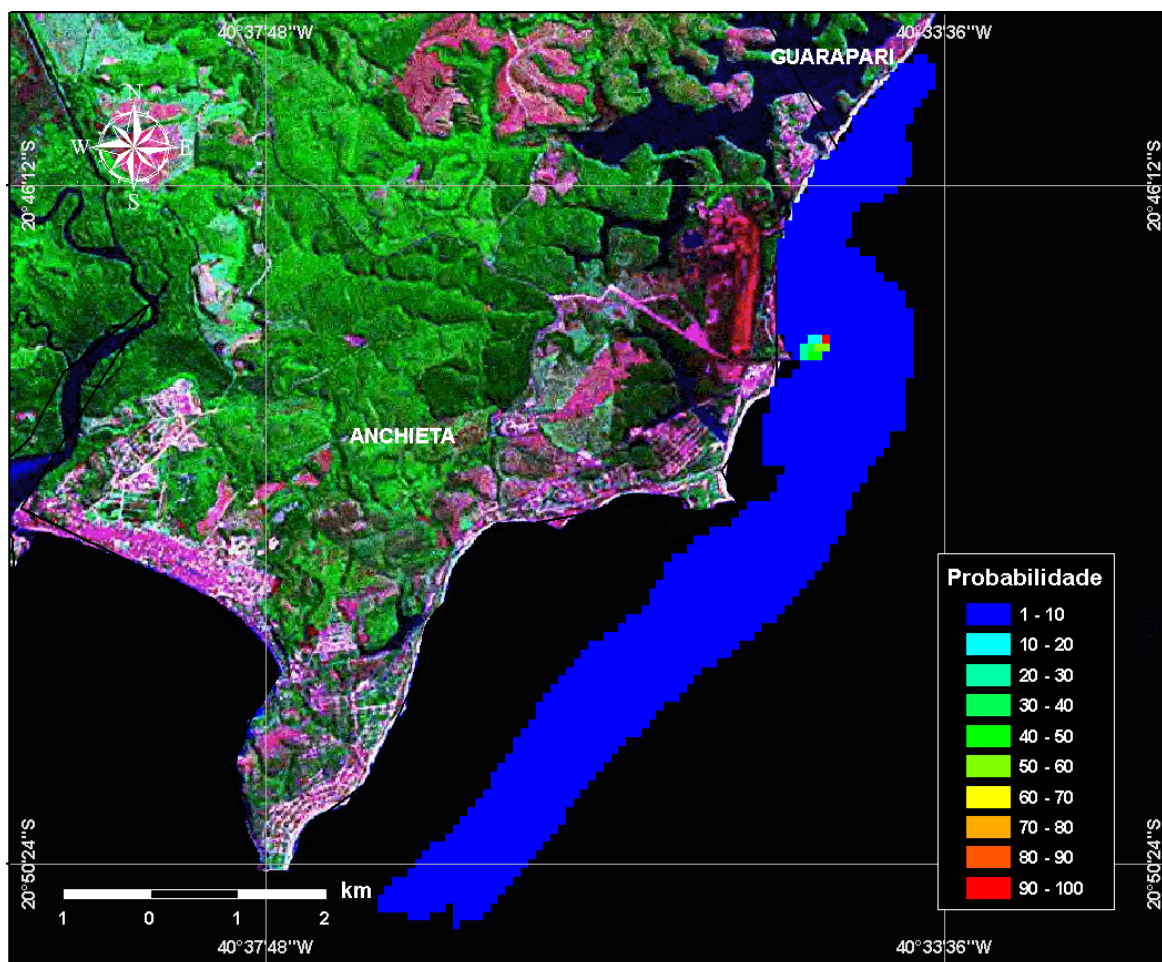 40°37'48"W
40°33'36"W
GUARAPARI
N
W E
S
20°46'12"S
20°46'12"S
ANCHIETA
Probabilidade
1 - 10
10 - 20
20 - 30
30 - 40
40 - 50
50 - 60
60 - 70
70 - 80
80 - 90
90 - 100
20°50'24"S
20°50'24"S
km
1 0 1 2
40°37'48"W
40°33'36"W